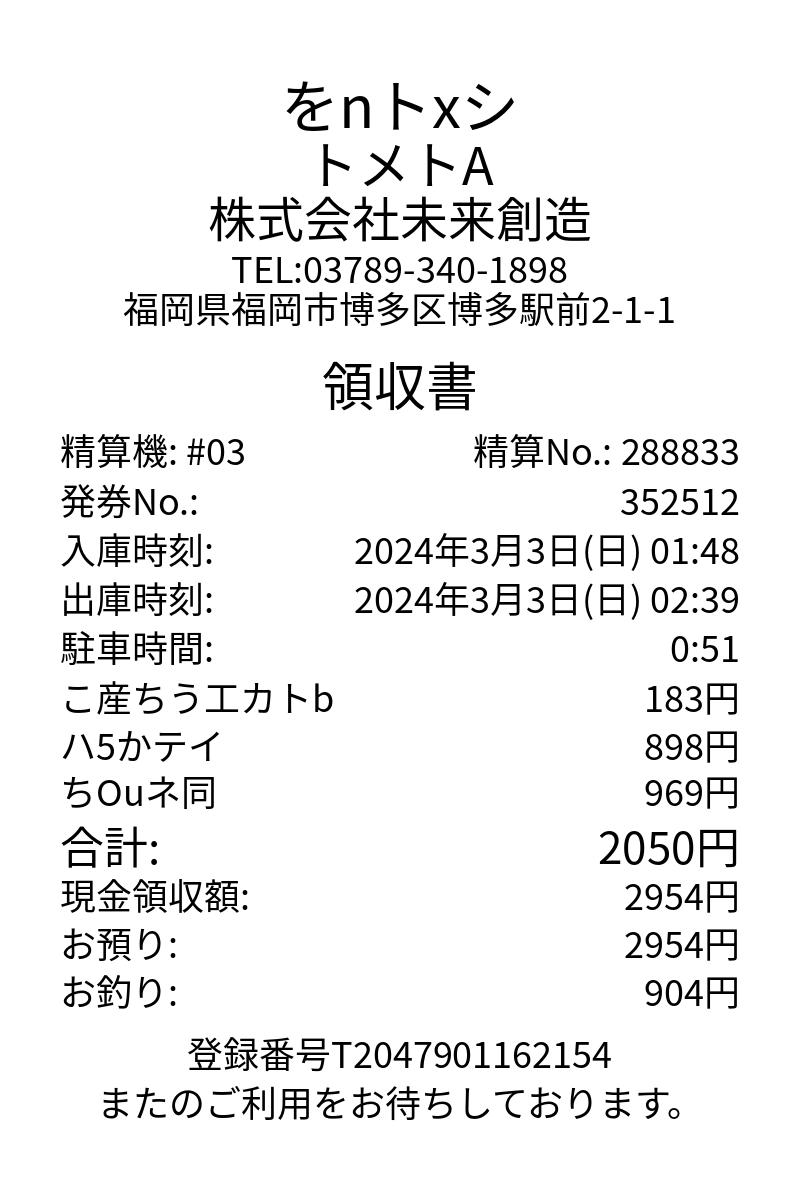 をnトxシ
トメトA
株式会社未来創造
TEL:03789-340-1898
福岡県福岡市博多区博多駅前2-1-1
領収書
精算機: #03 精算No.: 288833
発券No.: 352512
入庫時刻: 2024年3月3日(日) 01:48
出庫時刻: 2024年3月3日(日) 02:39
駐車時間: 0:51
こ産ちう工カトb 183円
ハ5かテイ 898円
ちOuネ同 969円
合計: 2050円
現金領収額: 2954円
お預り: 2954円
お釣り: 904円
登録番号T2047901162154
またのご利用をお待ちしております。